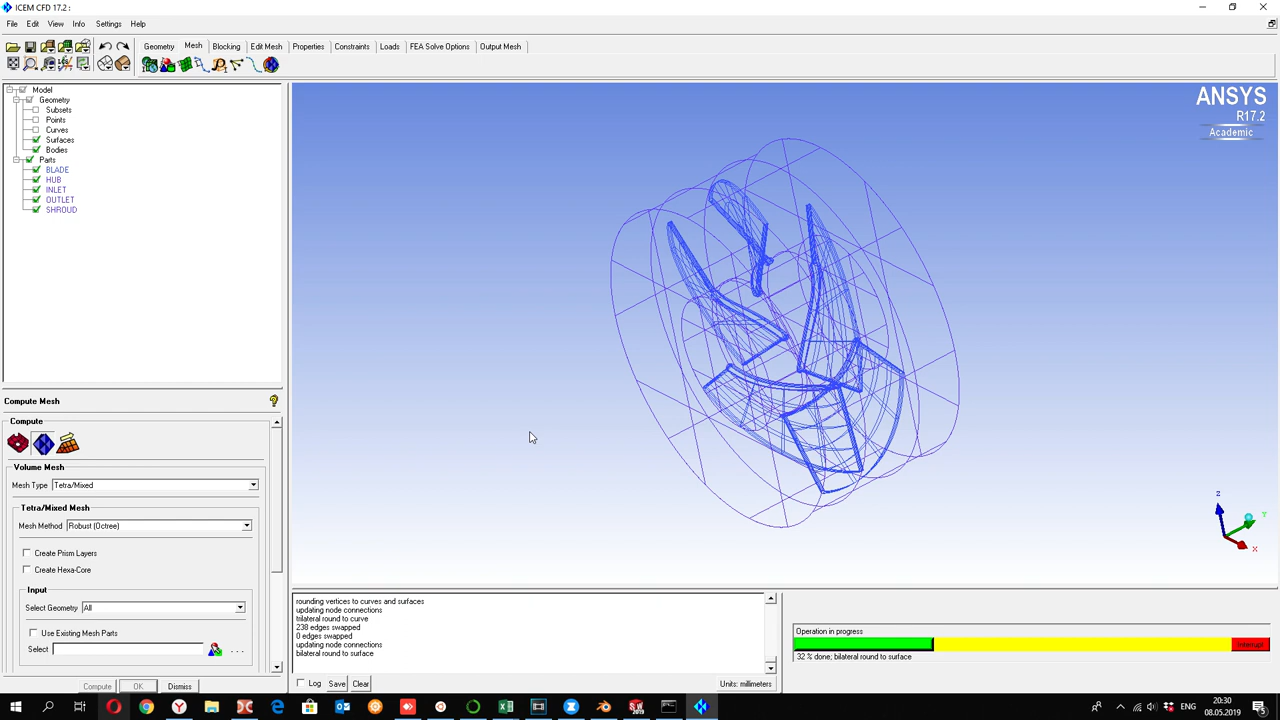 ICEM CFD 17.2 :
File Edit View Info Settings Help
Geometry Mesh Blocking Edit Mesh Properties Constraints Loads FEA Solve Options Output Mesh
Model
Geometry
Subsets
Points
Curves
Surfaces
Bodies
Parts
BLADE
HUB
INLET
OUTLET
SHROUD
ANSYS
R17.2
Academic
Z
Y
X
Compute Mesh
Compute
Volume Mesh
Mesh Type Tetra/Mixed
Tetra/Mixed Mesh
Mesh Method Robust (Octree)
Create Prism Layers
Create Hexa-Core
Input
Select Geometry All
Use Existing Mesh Parts
Select . . .
Compute OK Dismiss
rounding vertices to curves and surfaces
updating node connections
trilateral round to curve
238 edges swapped
0 edges swapped
updating node connections
bilateral round to surface
Log Save Clear
Units: millimeters
Operation in progress
Interrupt
32 % done; bilateral round to surface
ENG
20:30
08.05.2019